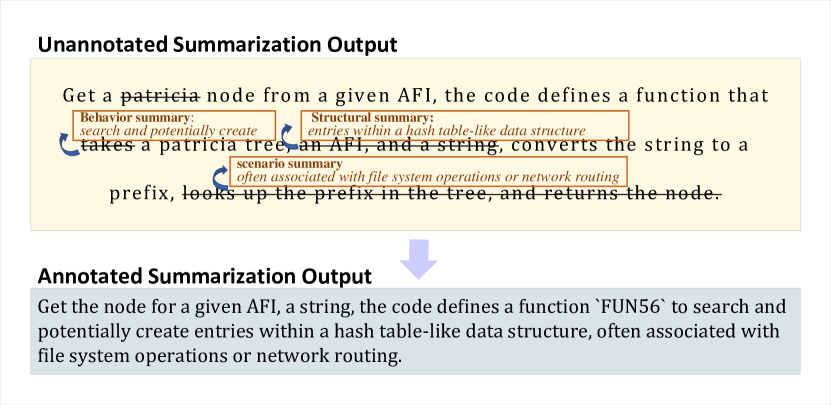 Unannotated Summarization Output
Get a patricia node from a given AFI, the code defines a function that
Behavior summary:
search and potentially create
Structural summary:
entries within a hash table-like data structure
takes a patricia tree, an AFI, and a string, converts the string to a
scenario summary
often associated with file system operations or network routing
prefix, looks up the prefix in the tree, and returns the node.
Annotated Summarization Output
Get the node for a given AFI, a string, the code defines a function `FUN56` to search and
potentially create entries within a hash table-like data structure, often associated with
file system operations or network routing.